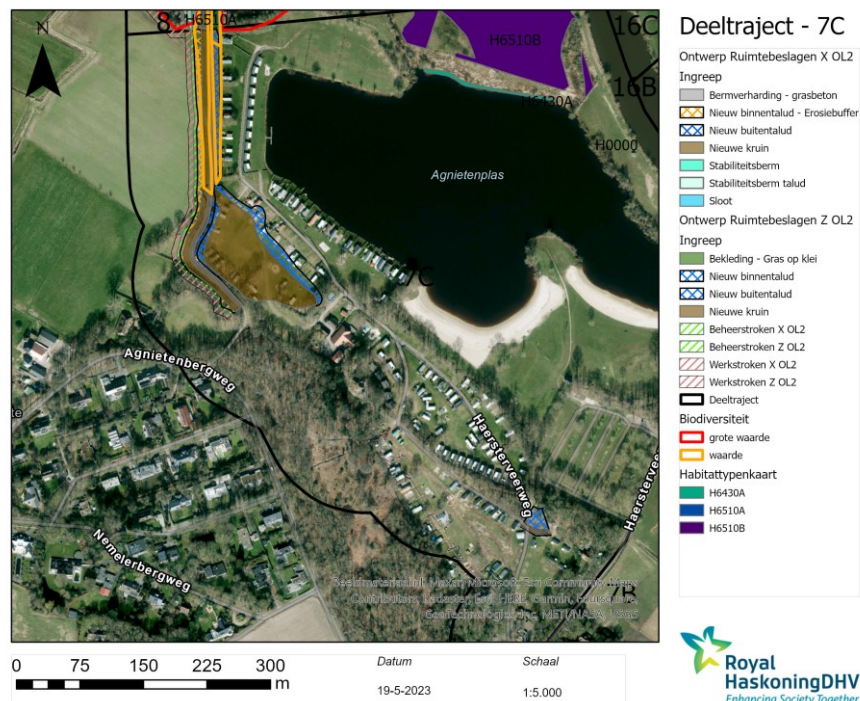 Deeltraject - 7C
Ontwerp Ruimtebeslagen X OL2
Ingreep
Bermverharding - grasbeton
Nieuw binnentalud - Erosiebuffer
Nieuw buitentalud
Nieuwe kruin
Stabiliteitsberm
Stabiliteitsberm talud
Sloot
Ontwerp Ruimtebeslagen Z OL2
Ingreep
Bekleding - Gras op klei
Nieuw binnentalud
Nieuw buitentalud
Nieuwe kruin
Beheerstroken X OL2
Beheerstroken Z OL2
Werkstroken X OL2
Werkstroken Z OL2
Deeltraject
Biodiversiteit
grote waarde
waarde
Habitattypenkaart
H6430A
H6510A
H6510B
N
8
H6510A
H6510B
16C
16B
H6430A
H0000
Agnietenplas
7C
Agnietenbergweg
Haersterveerweg
Nemelerbergweg
0 75 150 225 300
m
Datum
Schaal
19-5-2023
1:5.000
Royal
HaskoningDHV
Enhancing Society Together